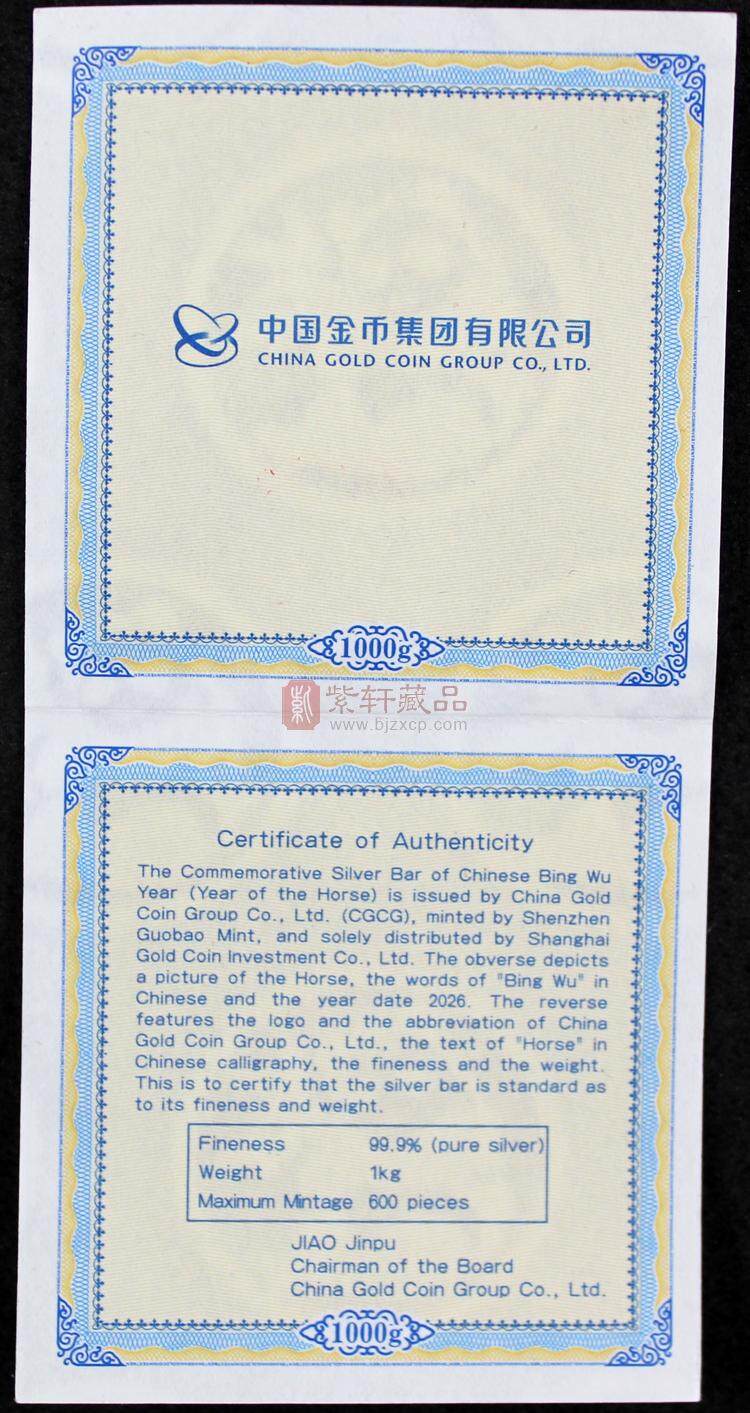 中国金币集团有限公司
CHINA GOLD COIN GROUP CO., LTD.
1000g
紫轩藏品
www.bjzxcp.com
Certificate of Authenticity
The Commemorative Silver Bar of Chinese Bing Wu
Year (Year of the Horse) is issued by China Gold
Coin Group Co., Ltd. (CGCG), minted by Shenzhen
Guobao Mint, and solely distributed by Shanghai
Gold Coin Investment Co., Ltd. The obverse depicts
a picture of the Horse, the words of "Bing Wu" in
Chinese and the year date 2026. The reverse
features the logo and the abbreviation of China
Gold Coin Group Co., Ltd., the text of "Horse" in
Chinese calligraphy, the fineness and the weight.
This is to certify that the silver bar is standard as
to its fineness and weight.
Fineness 99.9% (pure silver)
Weight 1kg
Maximum Mintage 600 pieces
JIAO Jinpu
Chairman of the Board
China Gold Coin Group Co., Ltd.
1000g